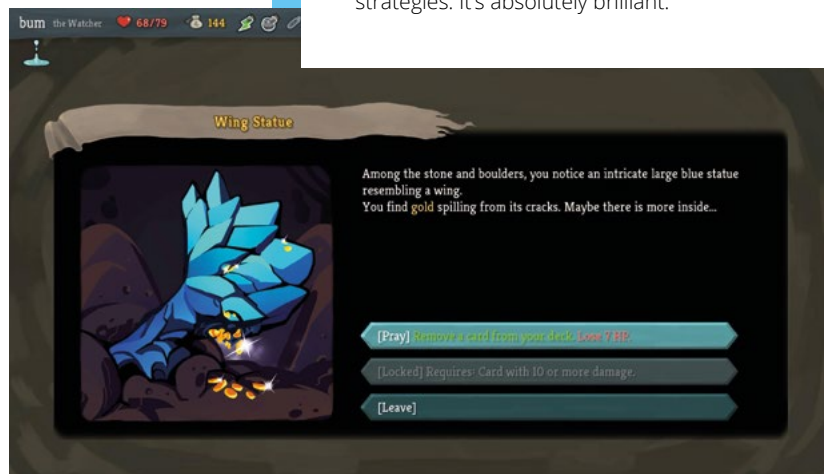 strategies. It's absolutely brilliant.
bum the Watcher 68/79 144
Wing Statue
Among the stone and boulders, you notice an intricate large blue statue
resembling a wing.
You find gold spilling from its cracks. Maybe there is more inside...
[Pray] Remove a card from your deck. Lose 7 HP.
[Locked] Requires: Card with 10 or more damage.
[Leave]